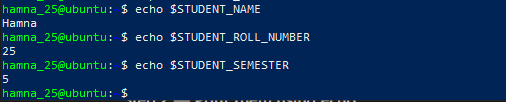 hamna_25@ubuntu: $ echo $STUDENT_NAME
Hamna
hamna_25@ubuntu: $ echo $STUDENT_ROLL_NUMBER
25
hamna_25@ubuntu: $ echo $STUDENT_SEMESTER
5
hamna_25@ubuntu: $